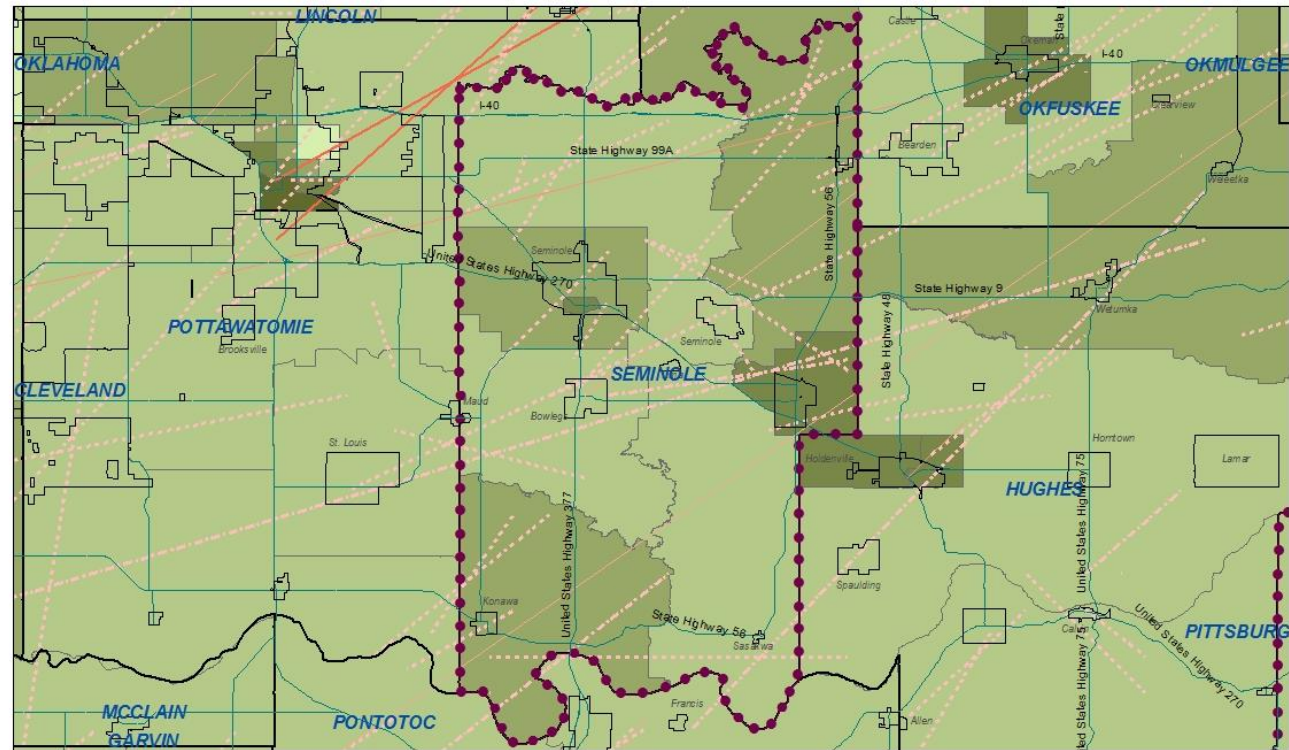 LINCOLN
Castle
State H
Okemah
OKLAHOMA
I-40
OKMULGEE
I-40
Clearview
OKFUSKEE
State Highway 99A
Bearden
Weleetka
State Highway 56
Seminole
United States Highway 270
State Highway 9
State Highway 48
Wetumka
POTTAWATOMIE
Seminole
Brooksville
SEMINOLE
CLEVELAND
Maud
Bowlegs
St. Louis
Horntown
Lamar
Holdenville
HUGHES
United States Highway 75
United States Highway 377
Spaulding
Konawa
State Highway 56
Sasakwa
Calvin
United States Highway 270
PITTSBURG
United States Highway 75
MCCLAIN
PONTOTOC
Francis
Allen
GARVIN